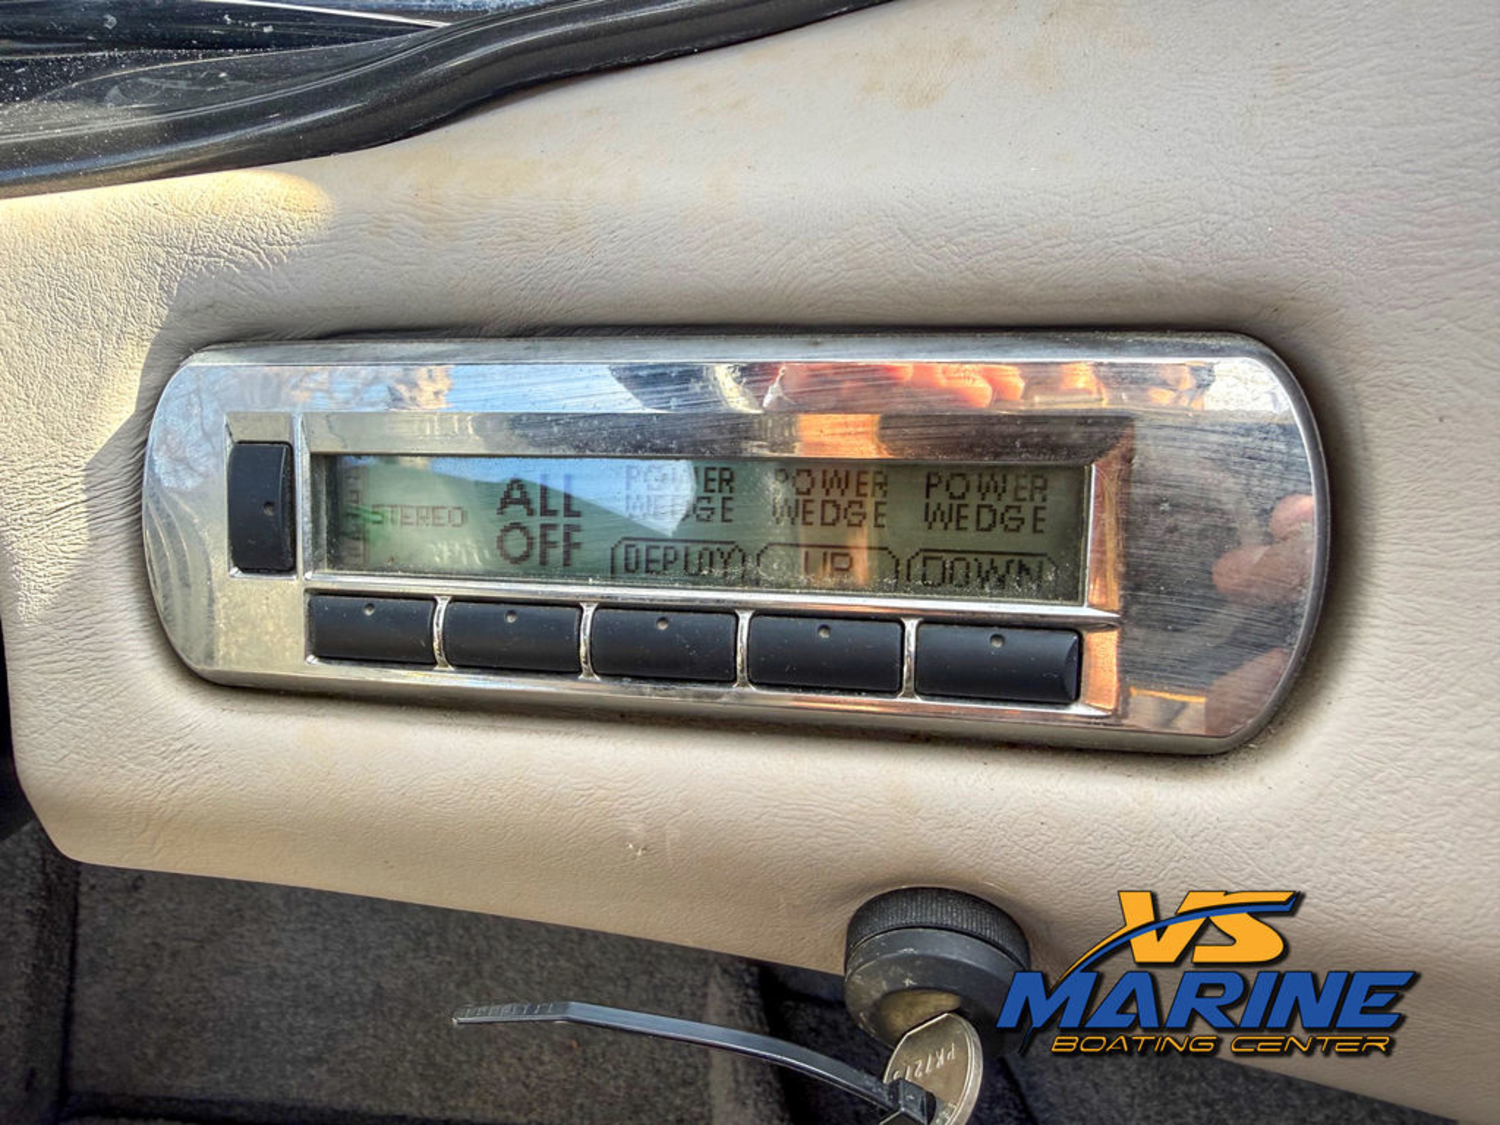 STEREO
ALL
OFF
POWER
WEDGE
DEPLOY
POWER
WEDGE
UP
POWER
WEDGE
DOWN
VS
MARINE
BOATING CENTER